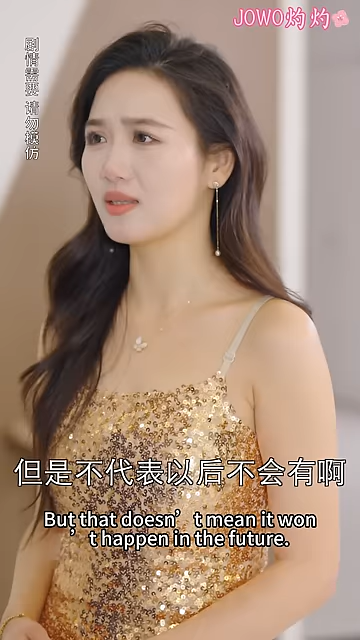 JOWO灼灼
剧情需要 请勿模仿
但是不代表以后不会有啊
But that doesn't mean it won
't happen in the future.